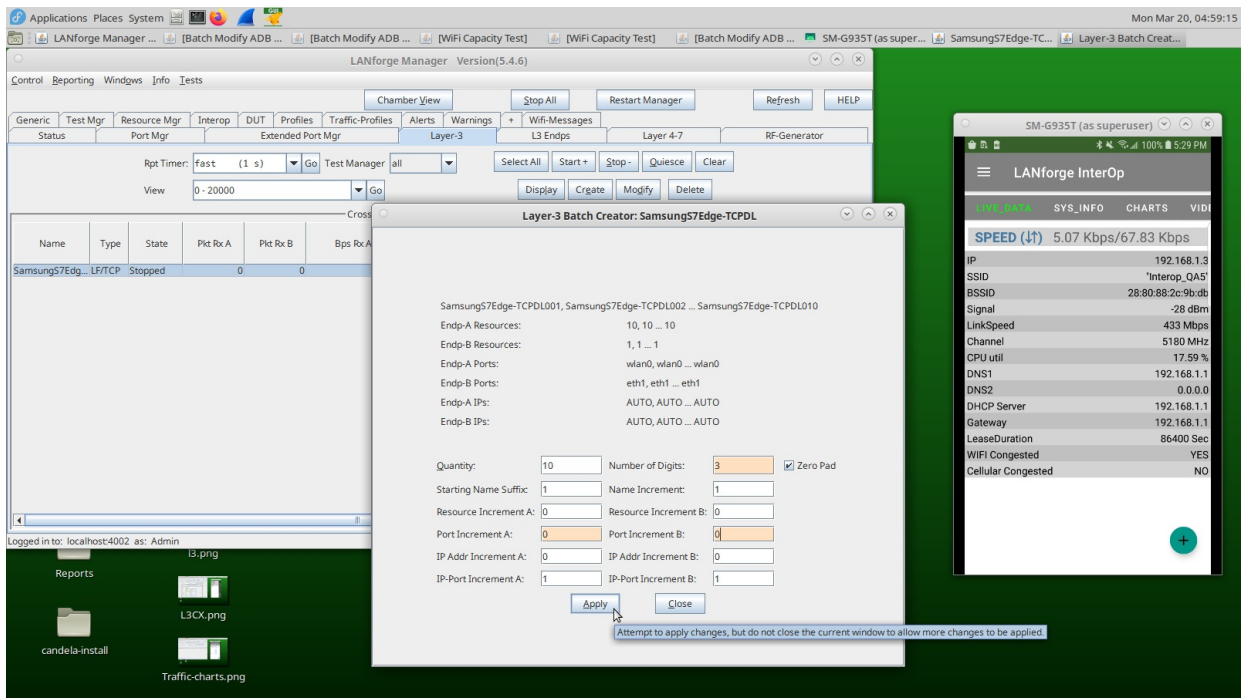 Applications Places System
Mon Mar 20, 04:59:15
LANforge Manager ... [Batch Modify ADB ... [Batch Modify ADB ... [WiFi Capacity Test] [WiFi Capacity Test] [Batch Modify ADB ... SM-G935T (as super... SamsungS7Edge-TC... Layer-3 Batch Creat...
LANforge Manager Version(5.4.6)
Control Reporting Windows Info Tests
Chamber View Stop All Restart Manager Refresh HELP
Generic Test Mgr Resource Mgr Interop DUT Profiles Traffic-Profiles Alerts Warnings + Wifi-Messages
Status Port Mgr Extended Port Mgr Layer-3 L3 Endps Layer 4-7 RF-Generator
Rpt Timer: fast (1 s) Go Test Manager all Select All Start + Stop - Quiesce Clear
View 0 - 20000 Go Display Create Modify Delete
Cross
Name Type State Pkt Rx A Pkt Rx B Bps Rx A
SamsungS7Edg... LF/TCP Stopped 0 0
Logged in to: localhost:4002 as: Admin
Layer-3 Batch Creator: SamsungS7Edge-TCPDL
SamsungS7Edge-TCPDL001, SamsungS7Edge-TCPDL002 ... SamsungS7Edge-TCPDL010
Endp-A Resources: 10, 10 ... 10
Endp-B Resources: 1, 1 ... 1
Endp-A Ports: wlan0, wlan0 ... wlan0
Endp-B Ports: eth1, eth1 ... eth1
Endp-A IPs: AUTO, AUTO ... AUTO
Endp-B IPs: AUTO, AUTO ... AUTO
Quantity: 10 Number of Digits: 3 Zero Pad
Starting Name Suffix: 1 Name Increment: 1
Resource Increment A: 0 Resource Increment B: 0
Port Increment A: 0 Port Increment B: 0
IP Addr Increment A: 0 IP Addr Increment B: 0
IP-Port Increment A: 1 IP-Port Increment B: 1
Apply Close
Attempt to apply changes, but do not close the current window to allow more changes to be applied.
SM-G935T (as superuser)
100% 5:29 PM
LANforge InterOp
LIVE_DATA SYS_INFO CHARTS VID
SPEED (↓↑) 5.07 Kbps/67.83 Kbps
IP 192.168.1.3
SSID "Interop_QA5"
BSSID 28:80:88:2c:9b:db
Signal -28 dBm
LinkSpeed 433 Mbps
Channel 5180 MHz
CPU util 17.59 %
DNS1 192.168.1.1
DNS2 0.0.0.0
DHCP Server 192.168.1.1
Gateway 192.168.1.1
LeaseDuration 86400 Sec
WIFI Congested YES
Cellular Congested NO
+
l3.png
Reports
L3CX.png
candela-install
Traffic-charts.png